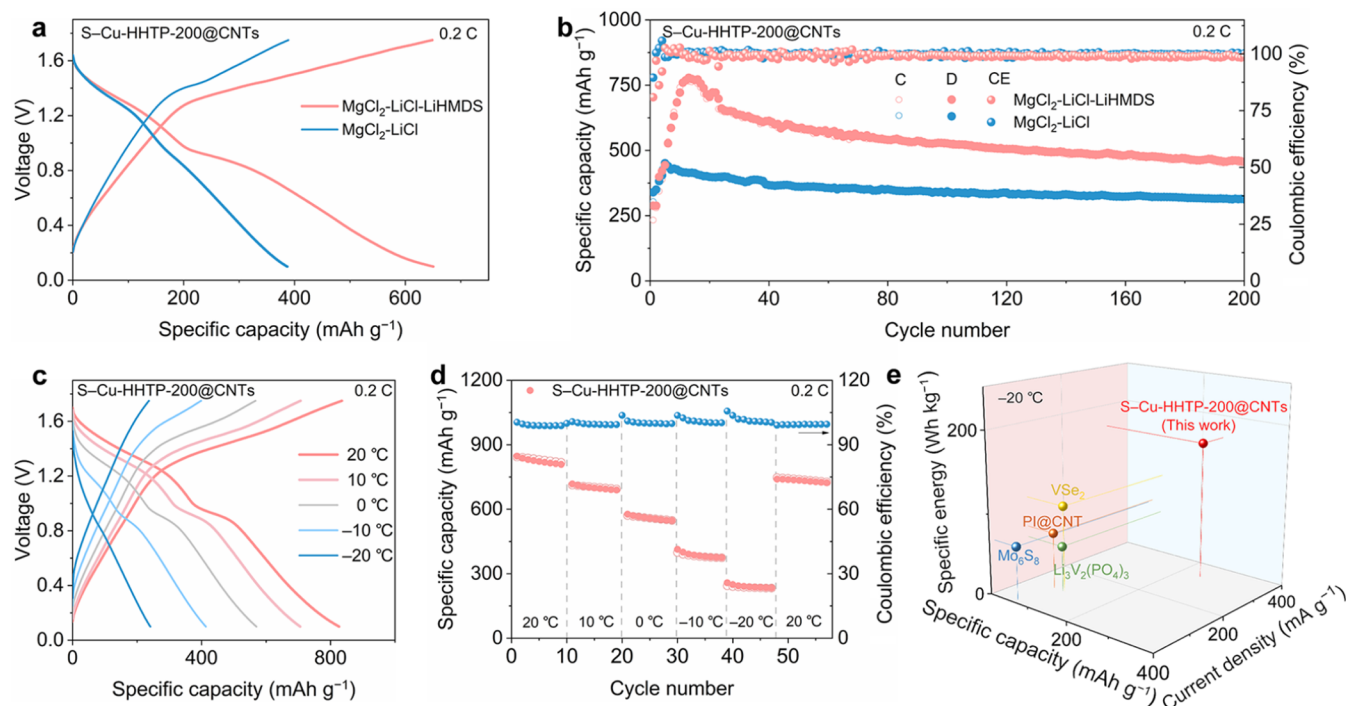 a
S–Cu-HHTP-200@CNTs
0.2 C
1.6
1.2
0.8
0.4
0.0
Voltage (V)
MgCl₂-LiCl-LiHMDS
MgCl₂-LiCl
0
200
400
600
Specific capacity (mAh g⁻¹)
b
S–Cu-HHTP-200@CNTs
0.2 C
1000
750
500
250
0
Specific capacity (mAh g⁻¹)
C D CE
MgCl₂-LiCl-LiHMDS
MgCl₂-LiCl
100
75
50
25
0
Coulombic efficiency (%)
0
40
80
120
160
200
Cycle number
c
S–Cu-HHTP-200@CNTs
0.2 C
1.6
1.2
0.8
0.4
0.0
Voltage (V)
20 ℃
10 ℃
0 ℃
–10 ℃
–20 ℃
0
400
800
Specific capacity (mAh g⁻¹)
d
S–Cu-HHTP-200@CNTs
0.2 C
1200
900
600
300
0
Specific capacity (mAh g⁻¹)
120
90
60
30
0
Coulombic efficiency (%)
20 ℃
10 ℃
0 ℃
–10 ℃
–20 ℃
20 ℃
0
10
20
30
40
50
Cycle number
e
–20 ℃
S–Cu-HHTP-200@CNTs
(This work)
200
0
Specific energy (Wh kg⁻¹)
VSe₂
PI@CNT
Mo₆S₈
Li₃V₂(PO₄)₃
200
400
Specific capacity (mAh g⁻¹)
200
400
Current density (mA g⁻¹)